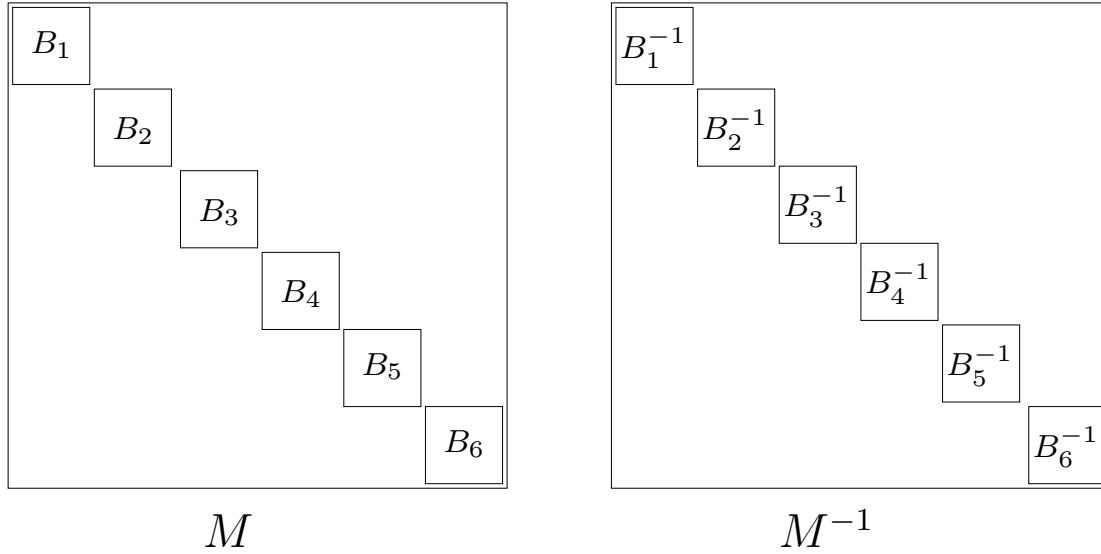 B₁ B₁⁻¹
B₂ B₂⁻¹
B₃ B₃⁻¹
B₄ B₄⁻¹
B₅ B₅⁻¹
B₆ B₆⁻¹
M M⁻¹